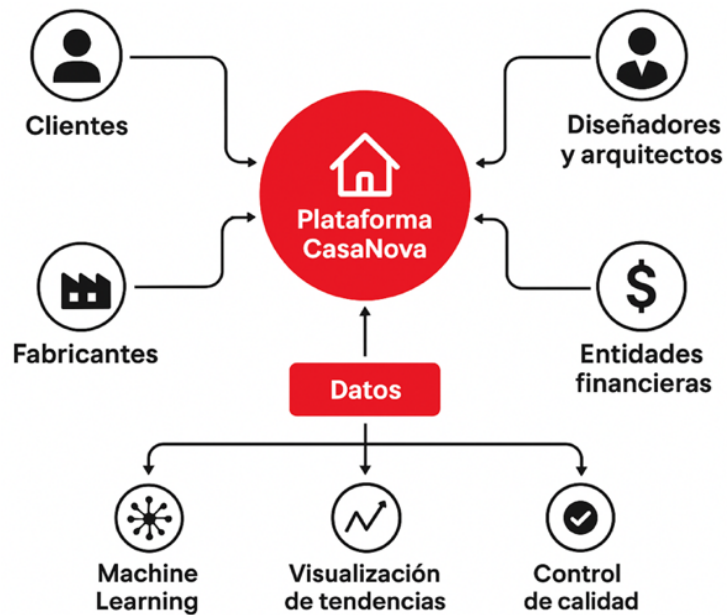 Clientes
Diseñadores
y arquitectos
Plataforma
CasaNova
Fabricantes
$
Entidades
financieras
Datos
Machine
Learning
Visualización
de tendencias
Control
de calidad